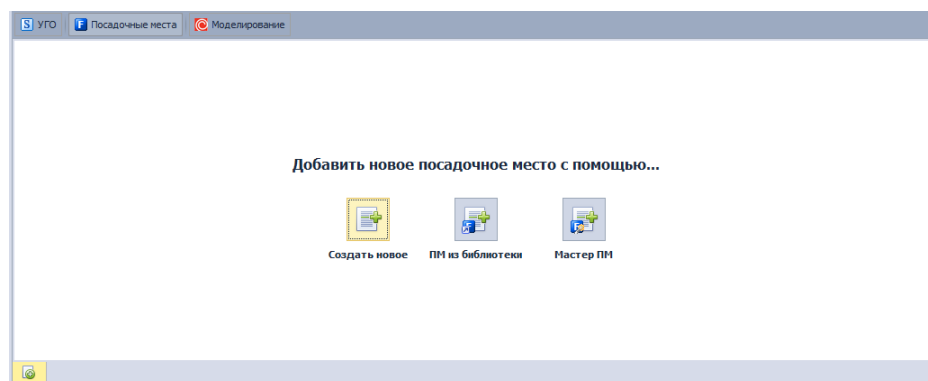 S УГО F Посадочные места Моделирование
Добавить новое посадочное место с помощью...
Создать новое ПМ из библиотеки Мастер ПМ